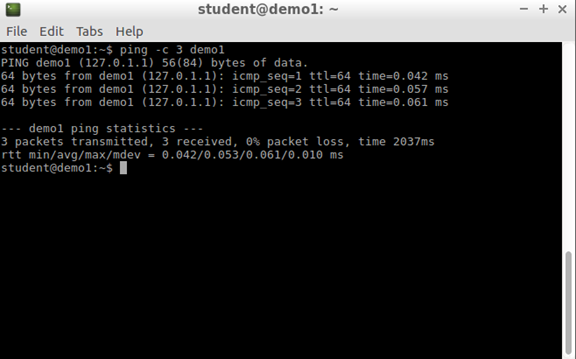 student@demo1: ~
File Edit Tabs Help
student@demo1:~$ ping -c 3 demo1
PING demo1 (127.0.1.1) 56(84) bytes of data.
64 bytes from demo1 (127.0.1.1): icmp_seq=1 ttl=64 time=0.042 ms
64 bytes from demo1 (127.0.1.1): icmp_seq=2 ttl=64 time=0.057 ms
64 bytes from demo1 (127.0.1.1): icmp_seq=3 ttl=64 time=0.061 ms
--- demo1 ping statistics ---
3 packets transmitted, 3 received, 0% packet loss, time 2037ms
rtt min/avg/max/mdev = 0.042/0.053/0.061/0.010 ms
student@demo1:~$